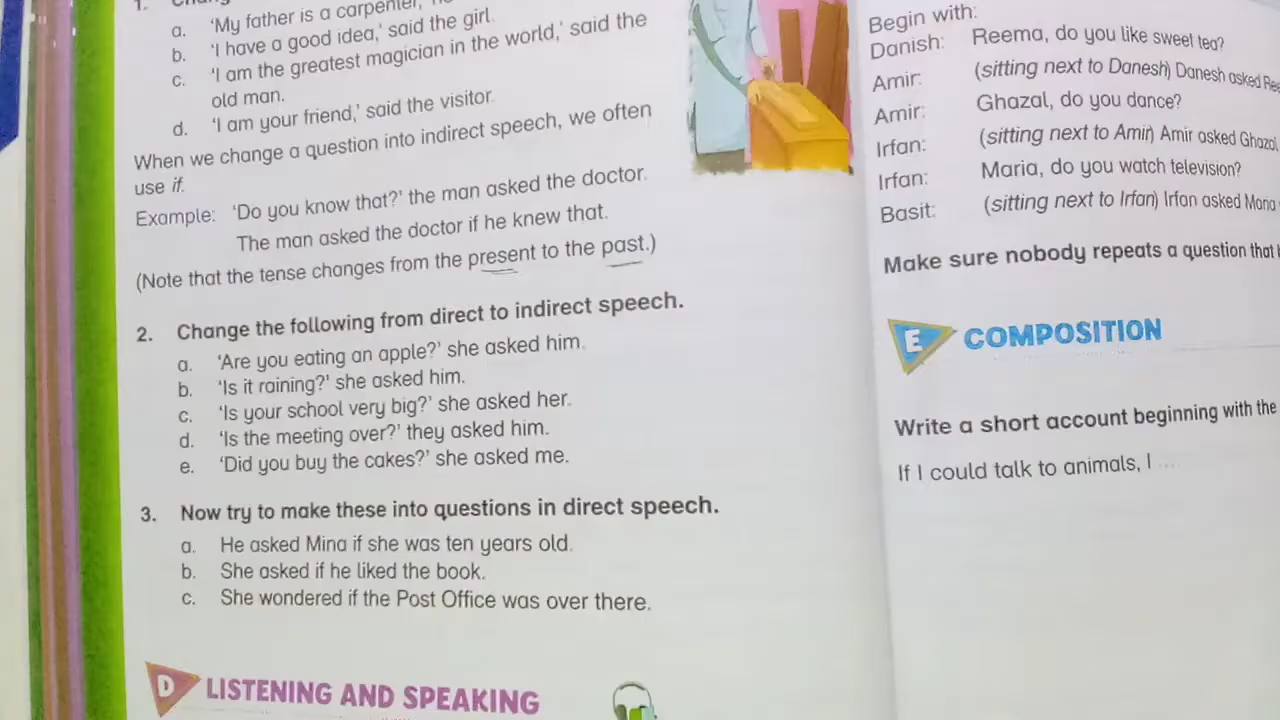 1.
a. 'My father is a carpenter,'
b. 'I have a good idea,' said the girl.
c. 'I am the greatest magician in the world,' said the
old man.
d. 'I am your friend,' said the visitor.
When we change a question into indirect speech, we often
use if.
Example: 'Do you know that?' the man asked the doctor.
The man asked the doctor if he knew that.
(Note that the tense changes from the present to the past.)
2. Change the following from direct to indirect speech.
a. 'Are you eating an apple?' she asked him.
b. 'Is it raining?' she asked him.
c. 'Is your school very big?' she asked her.
d. 'Is the meeting over?' they asked him.
e. 'Did you buy the cakes?' she asked me.
3. Now try to make these into questions in direct speech.
a. He asked Mina if she was ten years old.
b. She asked if he liked the book.
c. She wondered if the Post Office was over there.
D LISTENING AND SPEAKING
Begin with:
Danish: Reema, do you like sweet tea?
Amir: (sitting next to Danesh) Danesh asked
Amir: Ghazal, do you dance?
Irfan: (sitting next to Amir) Amir asked Ghazal
Irfan: Maria, do you watch television?
Basit: (sitting next to Irfan) Irfan asked Maria
Make sure nobody repeats a question that
E COMPOSITION
Write a short account beginning with the
If I could talk to animals, I ...